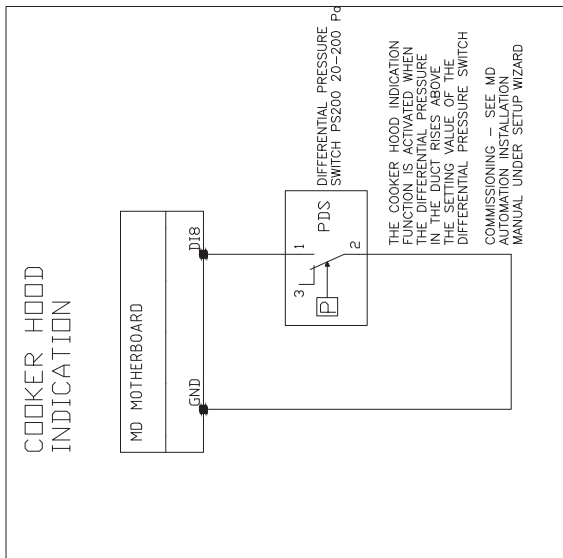 COOKER HOOD
INDICATION
MD MOTHERBOARD
GND
DI8
1
PDS
3
P
2
DIFFERENTIAL PRESSURE
SWITCH PS200 20-200 Pa
THE COOKER HOOD INDICATION
FUNCTION IS ACTIVATED WHEN
THE DIFFERENTIAL PRESSURE
IN THE DUCT RISES ABOVE
THE SETTING VALUE OF THE
DIFFERENTIAL PRESSURE SWITCH
COMMISSIONING - SEE MD
AUTOMATION INSTALLATION
MANUAL UNDER SETUP WIZARD